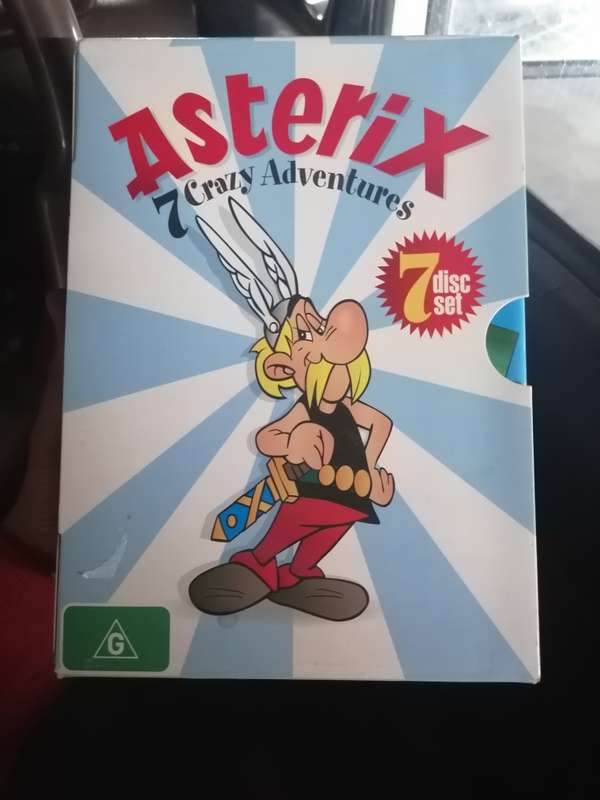 Asterix
7 Crazy Adventures
7 disc
set
G